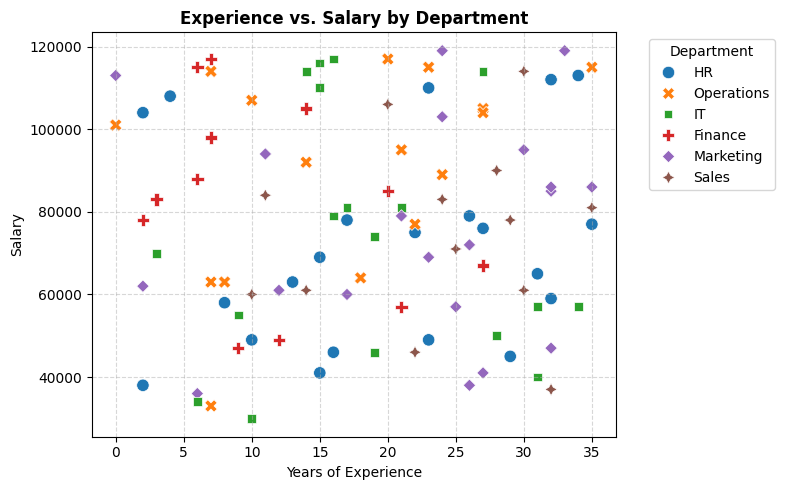 Experience vs. Salary by Department
Salary
120000
100000
80000
60000
40000
0 5 10 15 20 25 30 35
Years of Experience
Department
HR
Operations
IT
Finance
Marketing
Sales